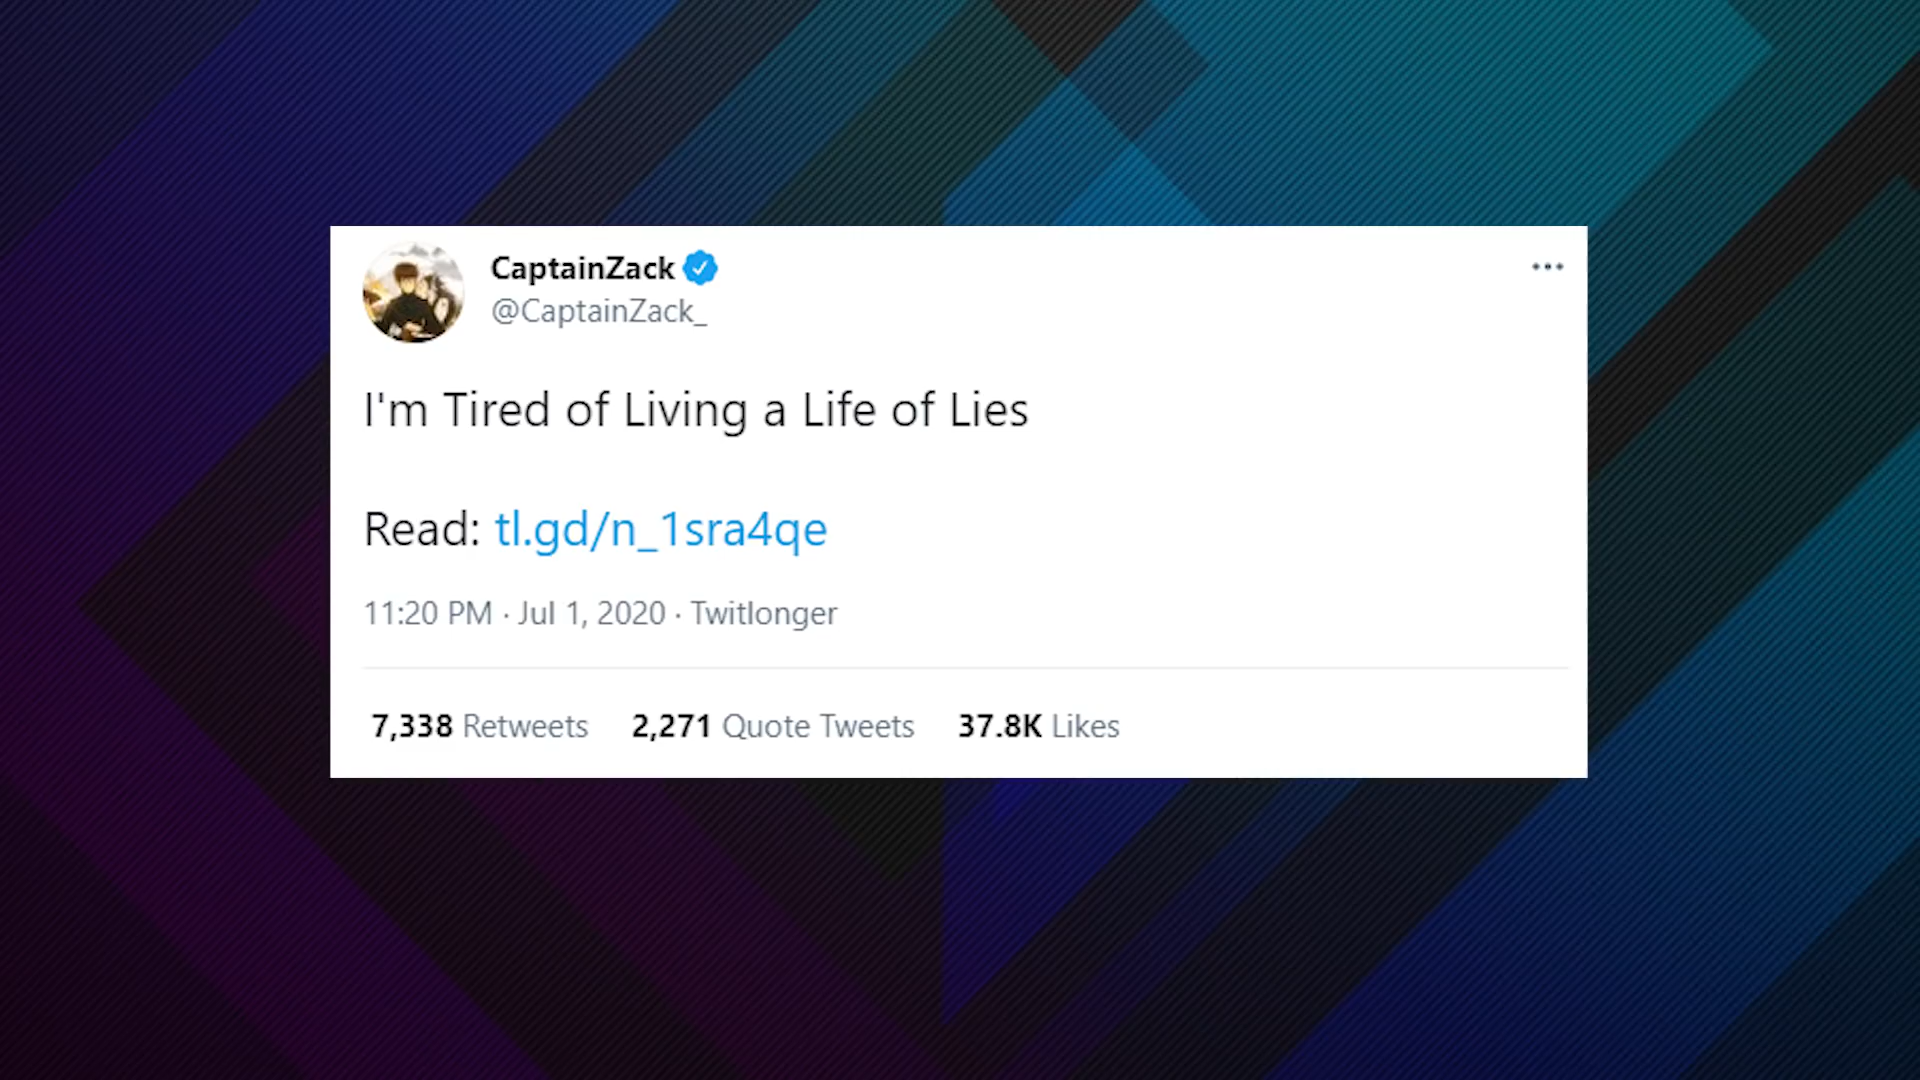 CaptainZack
@CaptainZack_
I'm Tired of Living a Life of Lies
Read: tl.gd/n_1sra4qe
11:20 PM · Jul 1, 2020 · Twitlonger
7,338 Retweets 2,271 Quote Tweets 37.8K Likes